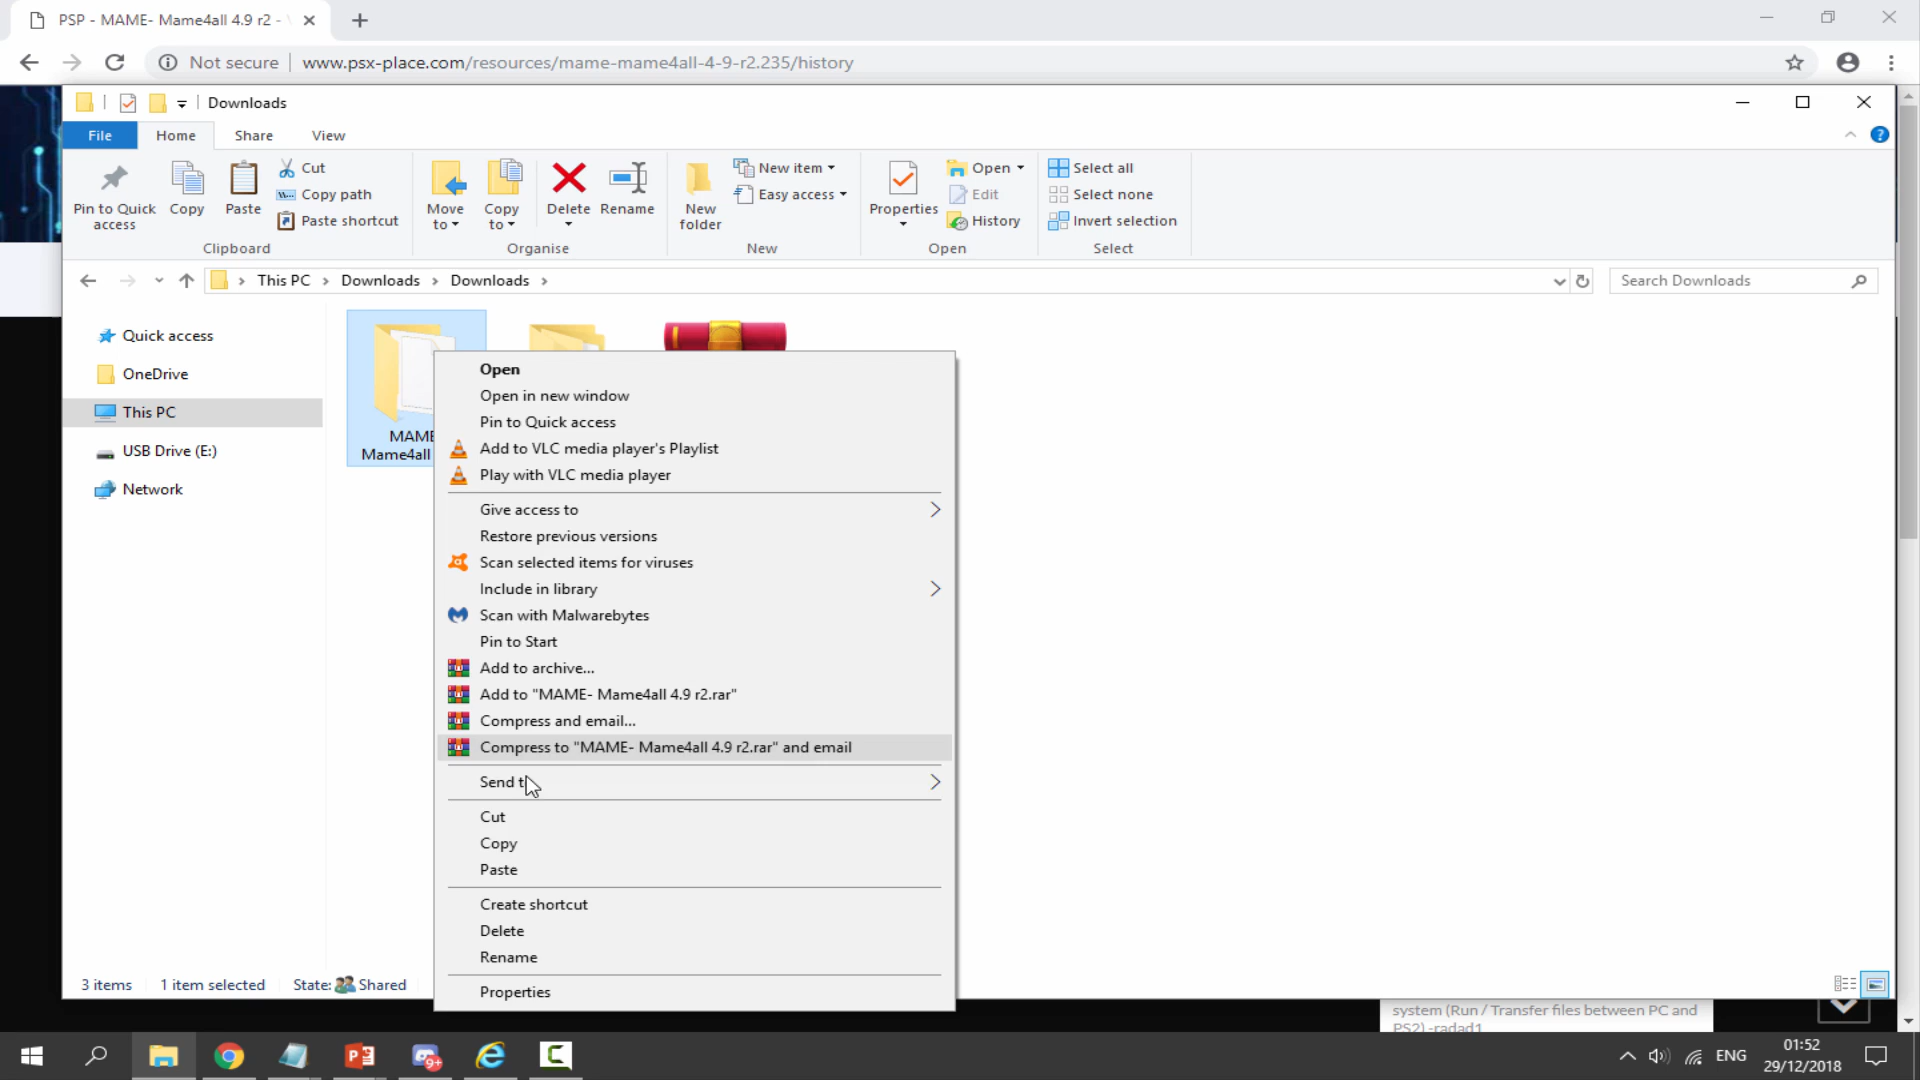 PSP - MAME- Mame4all 4.9 r2 -
Not secure www.psx-place.com/resources/mame-mame4all-4-9-r2.235/history
Downloads
File Home Share View
Pin to Quick access
Copy
Paste
Cut
Copy path
Paste shortcut
Clipboard
Move to
Copy to
Delete
Rename
Organise
New folder
New item
Easy access
New
Properties
Open
Edit
History
Open
Select all
Select none
Invert selection
Select
This PC > Downloads > Downloads >
Search Downloads
Quick access
OneDrive
This PC
USB Drive (E:)
Network
MAME
Mame4all
Open
Open in new window
Pin to Quick access
Add to VLC media player's Playlist
Play with VLC media player
Give access to
Restore previous versions
Scan selected items for viruses
Include in library
Scan with Malwarebytes
Pin to Start
Add to archive...
Add to "MAME- Mame4all 4.9 r2.rar"
Compress and email...
Compress to "MAME- Mame4all 4.9 r2.rar" and email
Send t
Cut
Copy
Paste
Create shortcut
Delete
Rename
Properties
3 items 1 item selected State: Shared
system (Run / Transfer files between PC and
PS2) -radad1
9+
ENG
01:52
29/12/2018